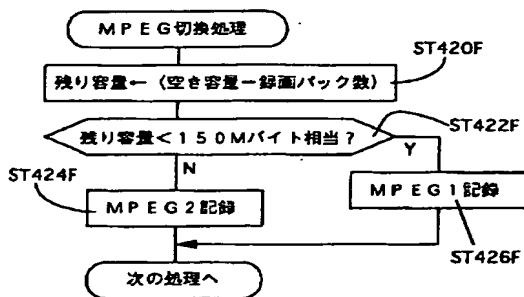 MPEG切換処理
ST420F
残り容量←(空き容量−録画パック数)
残り容量<150Mバイト相当?
ST422F
Y
N
ST424F
MPEG2記録
MPEG1記録
ST426F
次の処理へ